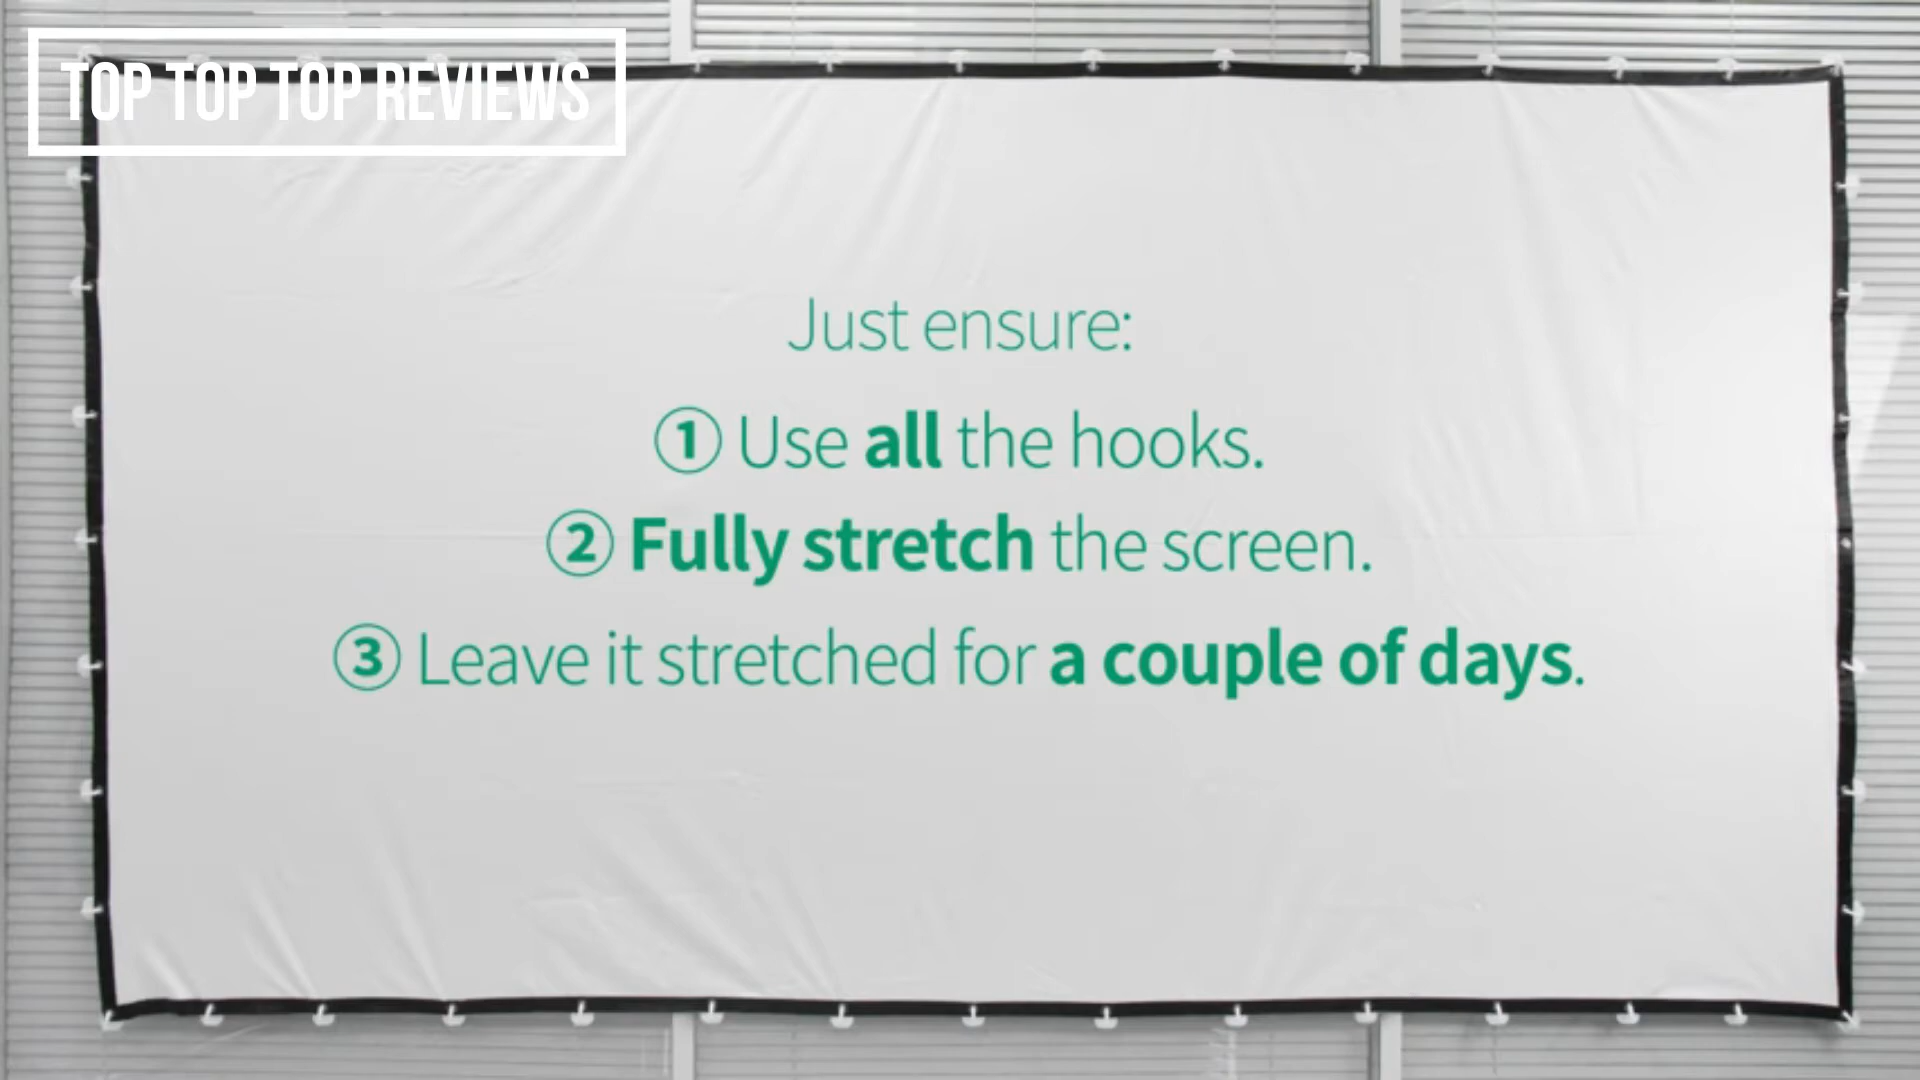 TOP TOP TOP REVIEWS
Just ensure:
① Use all the hooks.
② Fully stretch the screen.
③ Leave it stretched for a couple of days.